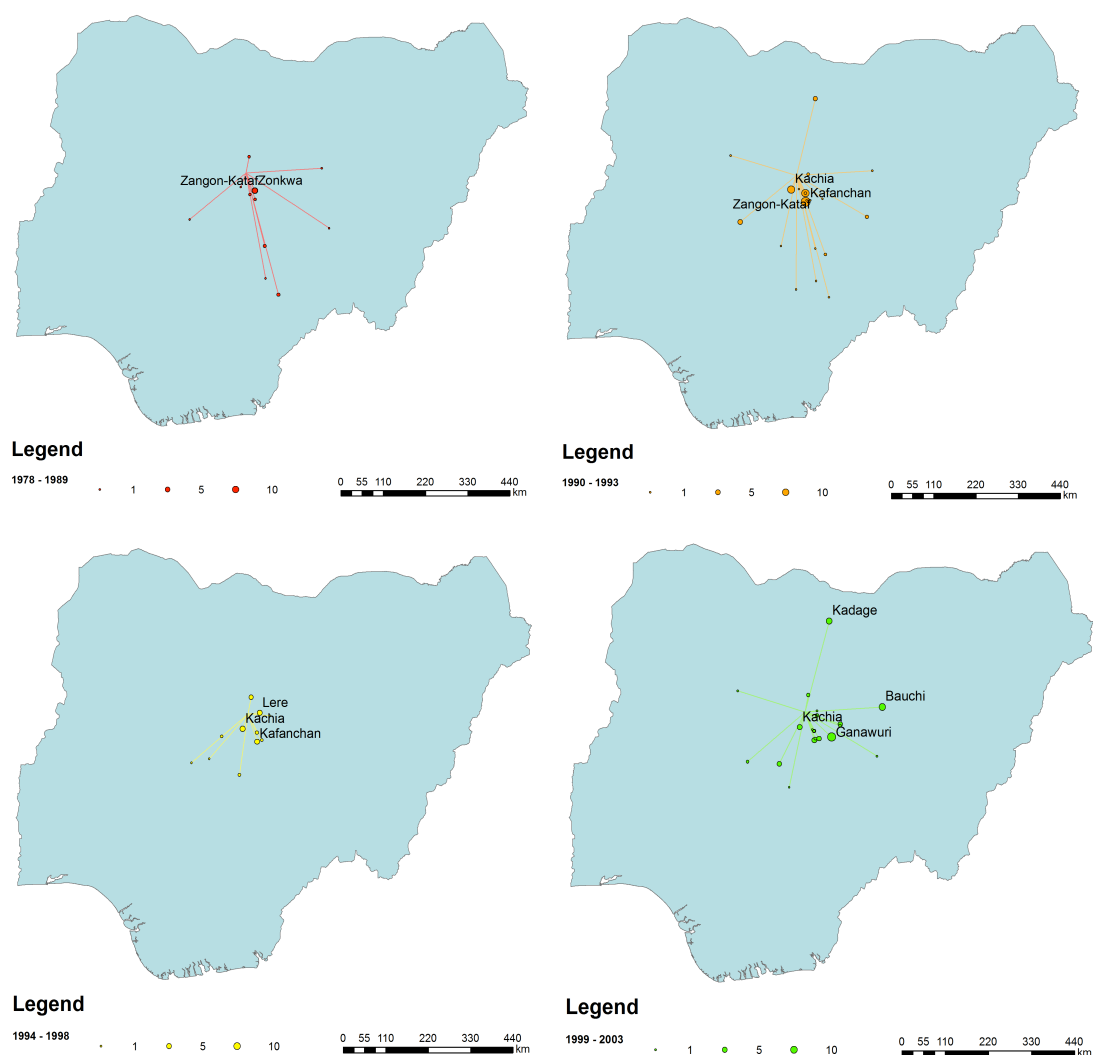 Zangon-Kataf Zonkwa
Legend
1978 - 1989
1 5 10
0 55 110 220 330 440
km
Kachia
Kafanchan
Zangon-Kataf
Legend
1990 - 1993
1 5 10
0 55 110 220 330 440
km
Lere
Kachia
Kafanchan
Legend
1994 - 1998
1 5 10
0 55 110 220 330 440
km
Kadage
Bauchi
Kachia
Ganawuri
Legend
1999 - 2003
1 5 10
0 55 110 220 330 440
km